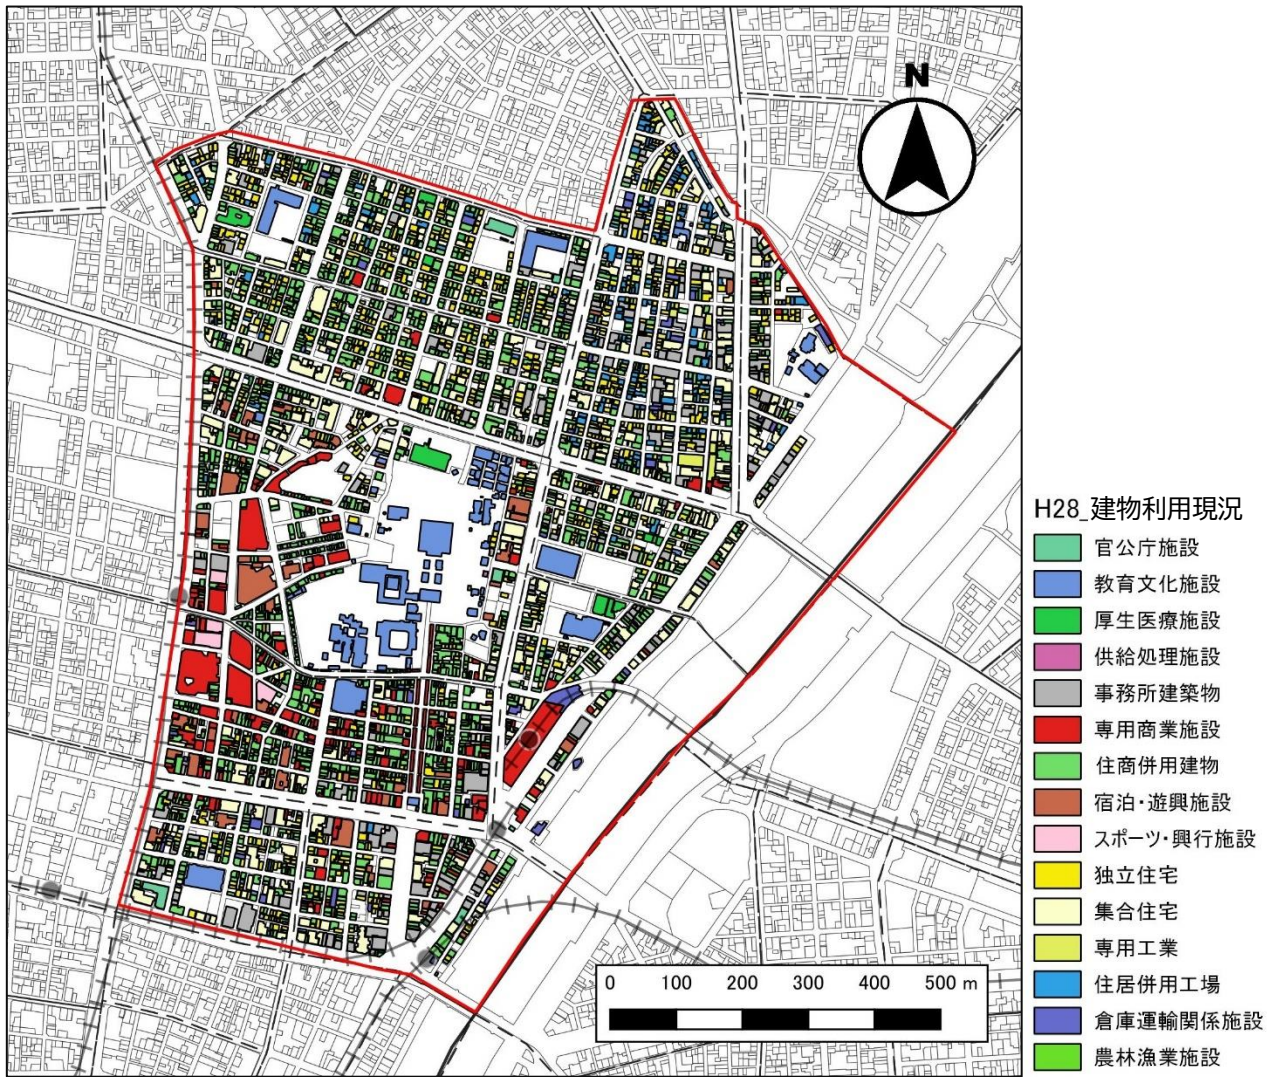 N
H28_建物利用現況
官公庁施設
教育文化施設
厚生医療施設
供給処理施設
事務所建築物
専用商業施設
住商併用建物
宿泊・遊興施設
スポーツ・興行施設
独立住宅
集合住宅
専用工業
住居併用工場
倉庫運輸関係施設
農林漁業施設
0 100 200 300 400 500 m